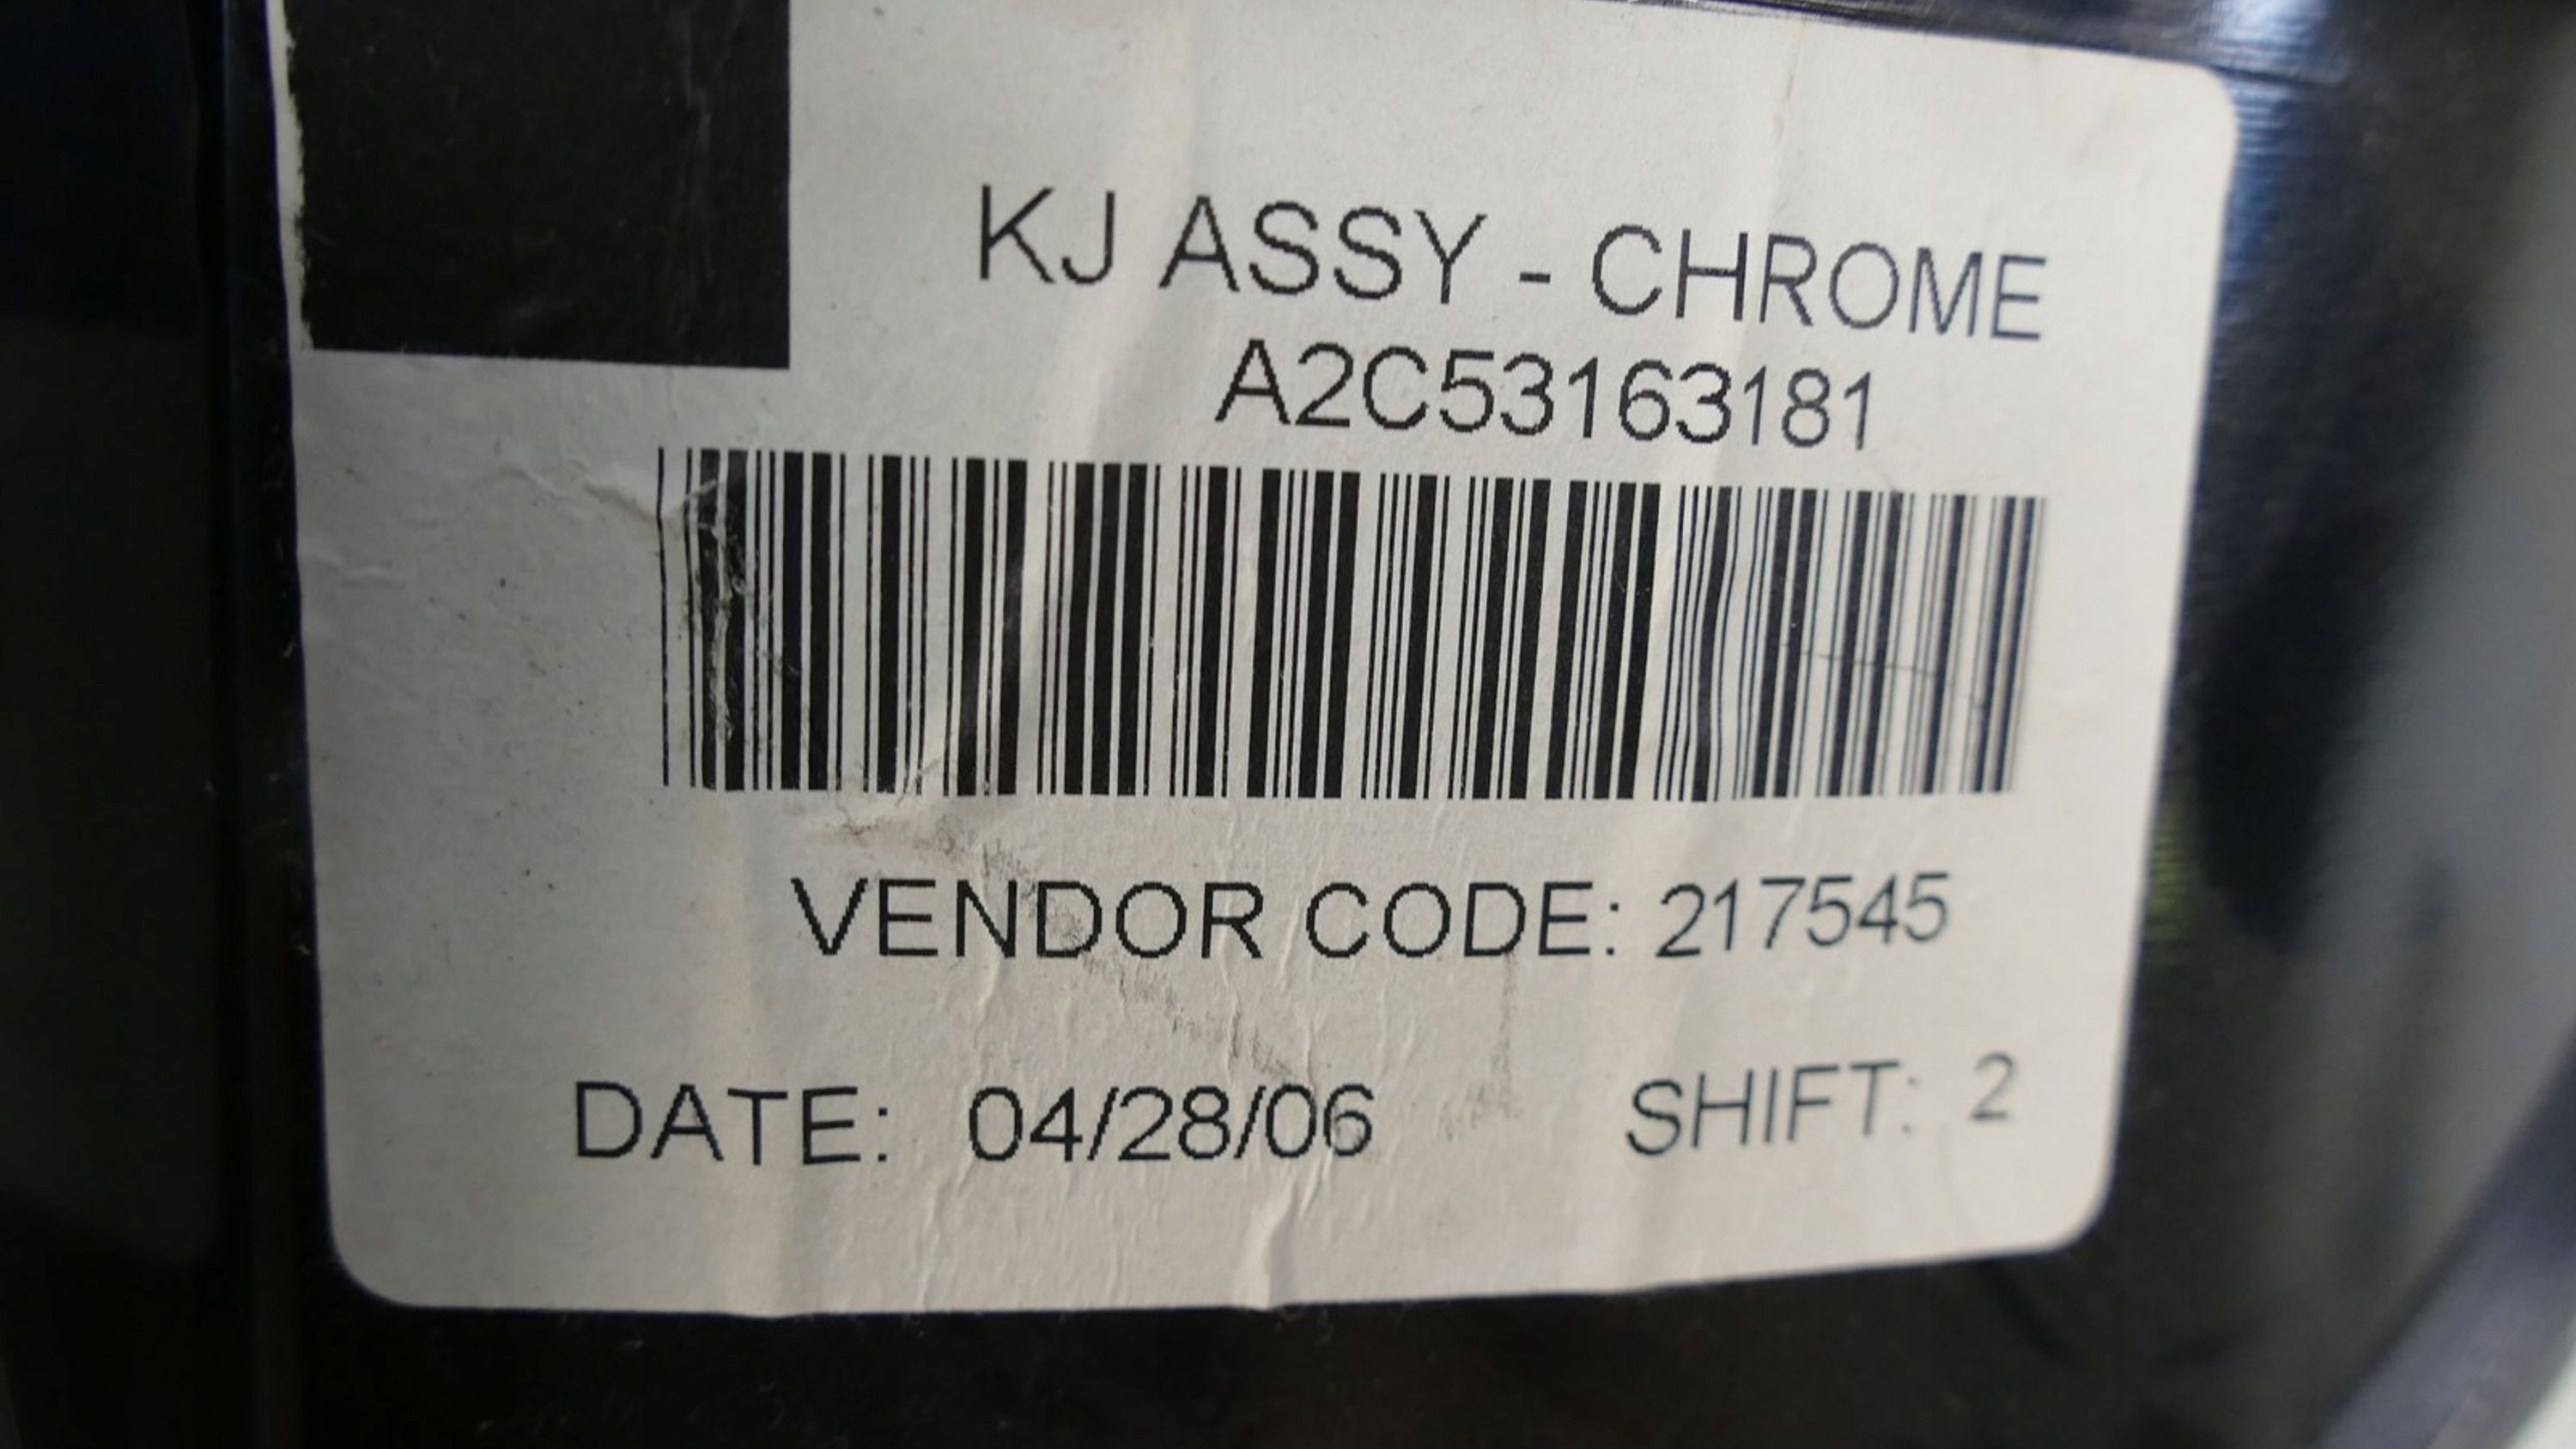 KJ ASSY - CHROME
A2C53163181
VENDOR CODE: 217545
DATE: 04/28/06 SHIFT: 2